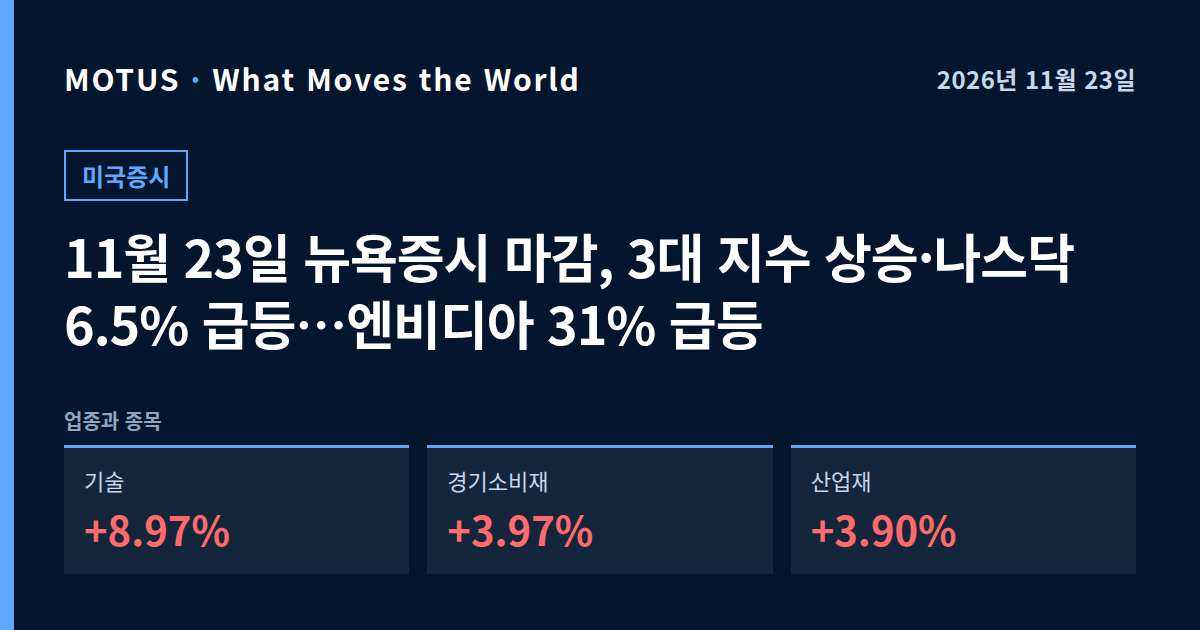 MOTUS · What Moves the World
2026년 11월 23일
미국증시
11월 23일 뉴욕증시 마감, 3대 지수 상승·나스닥
6.5% 급등…엔비디아 31% 급등
업종과 종목
기술
+8.97%
경기소비재
+3.97%
산업재
+3.90%